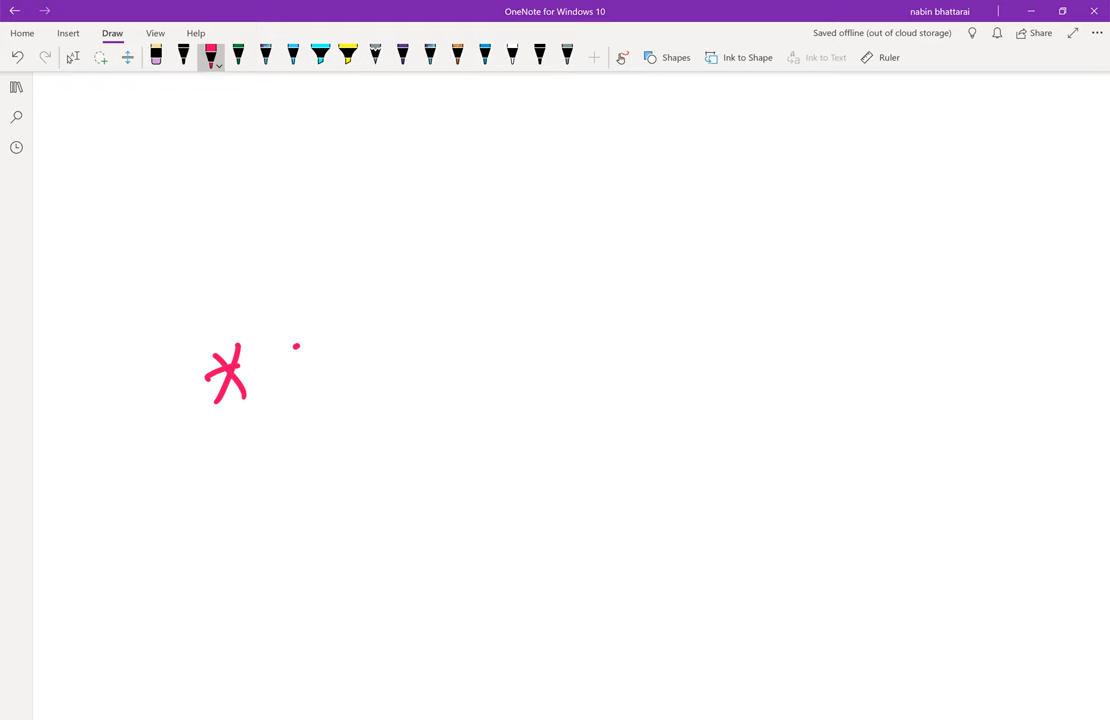 OneNote for Windows 10
nabin bhattarai
Home Insert Draw View Help
Saved offline (out of cloud storage)
Share
Shapes
Ink to Shape
Ink to Text
Ruler
*